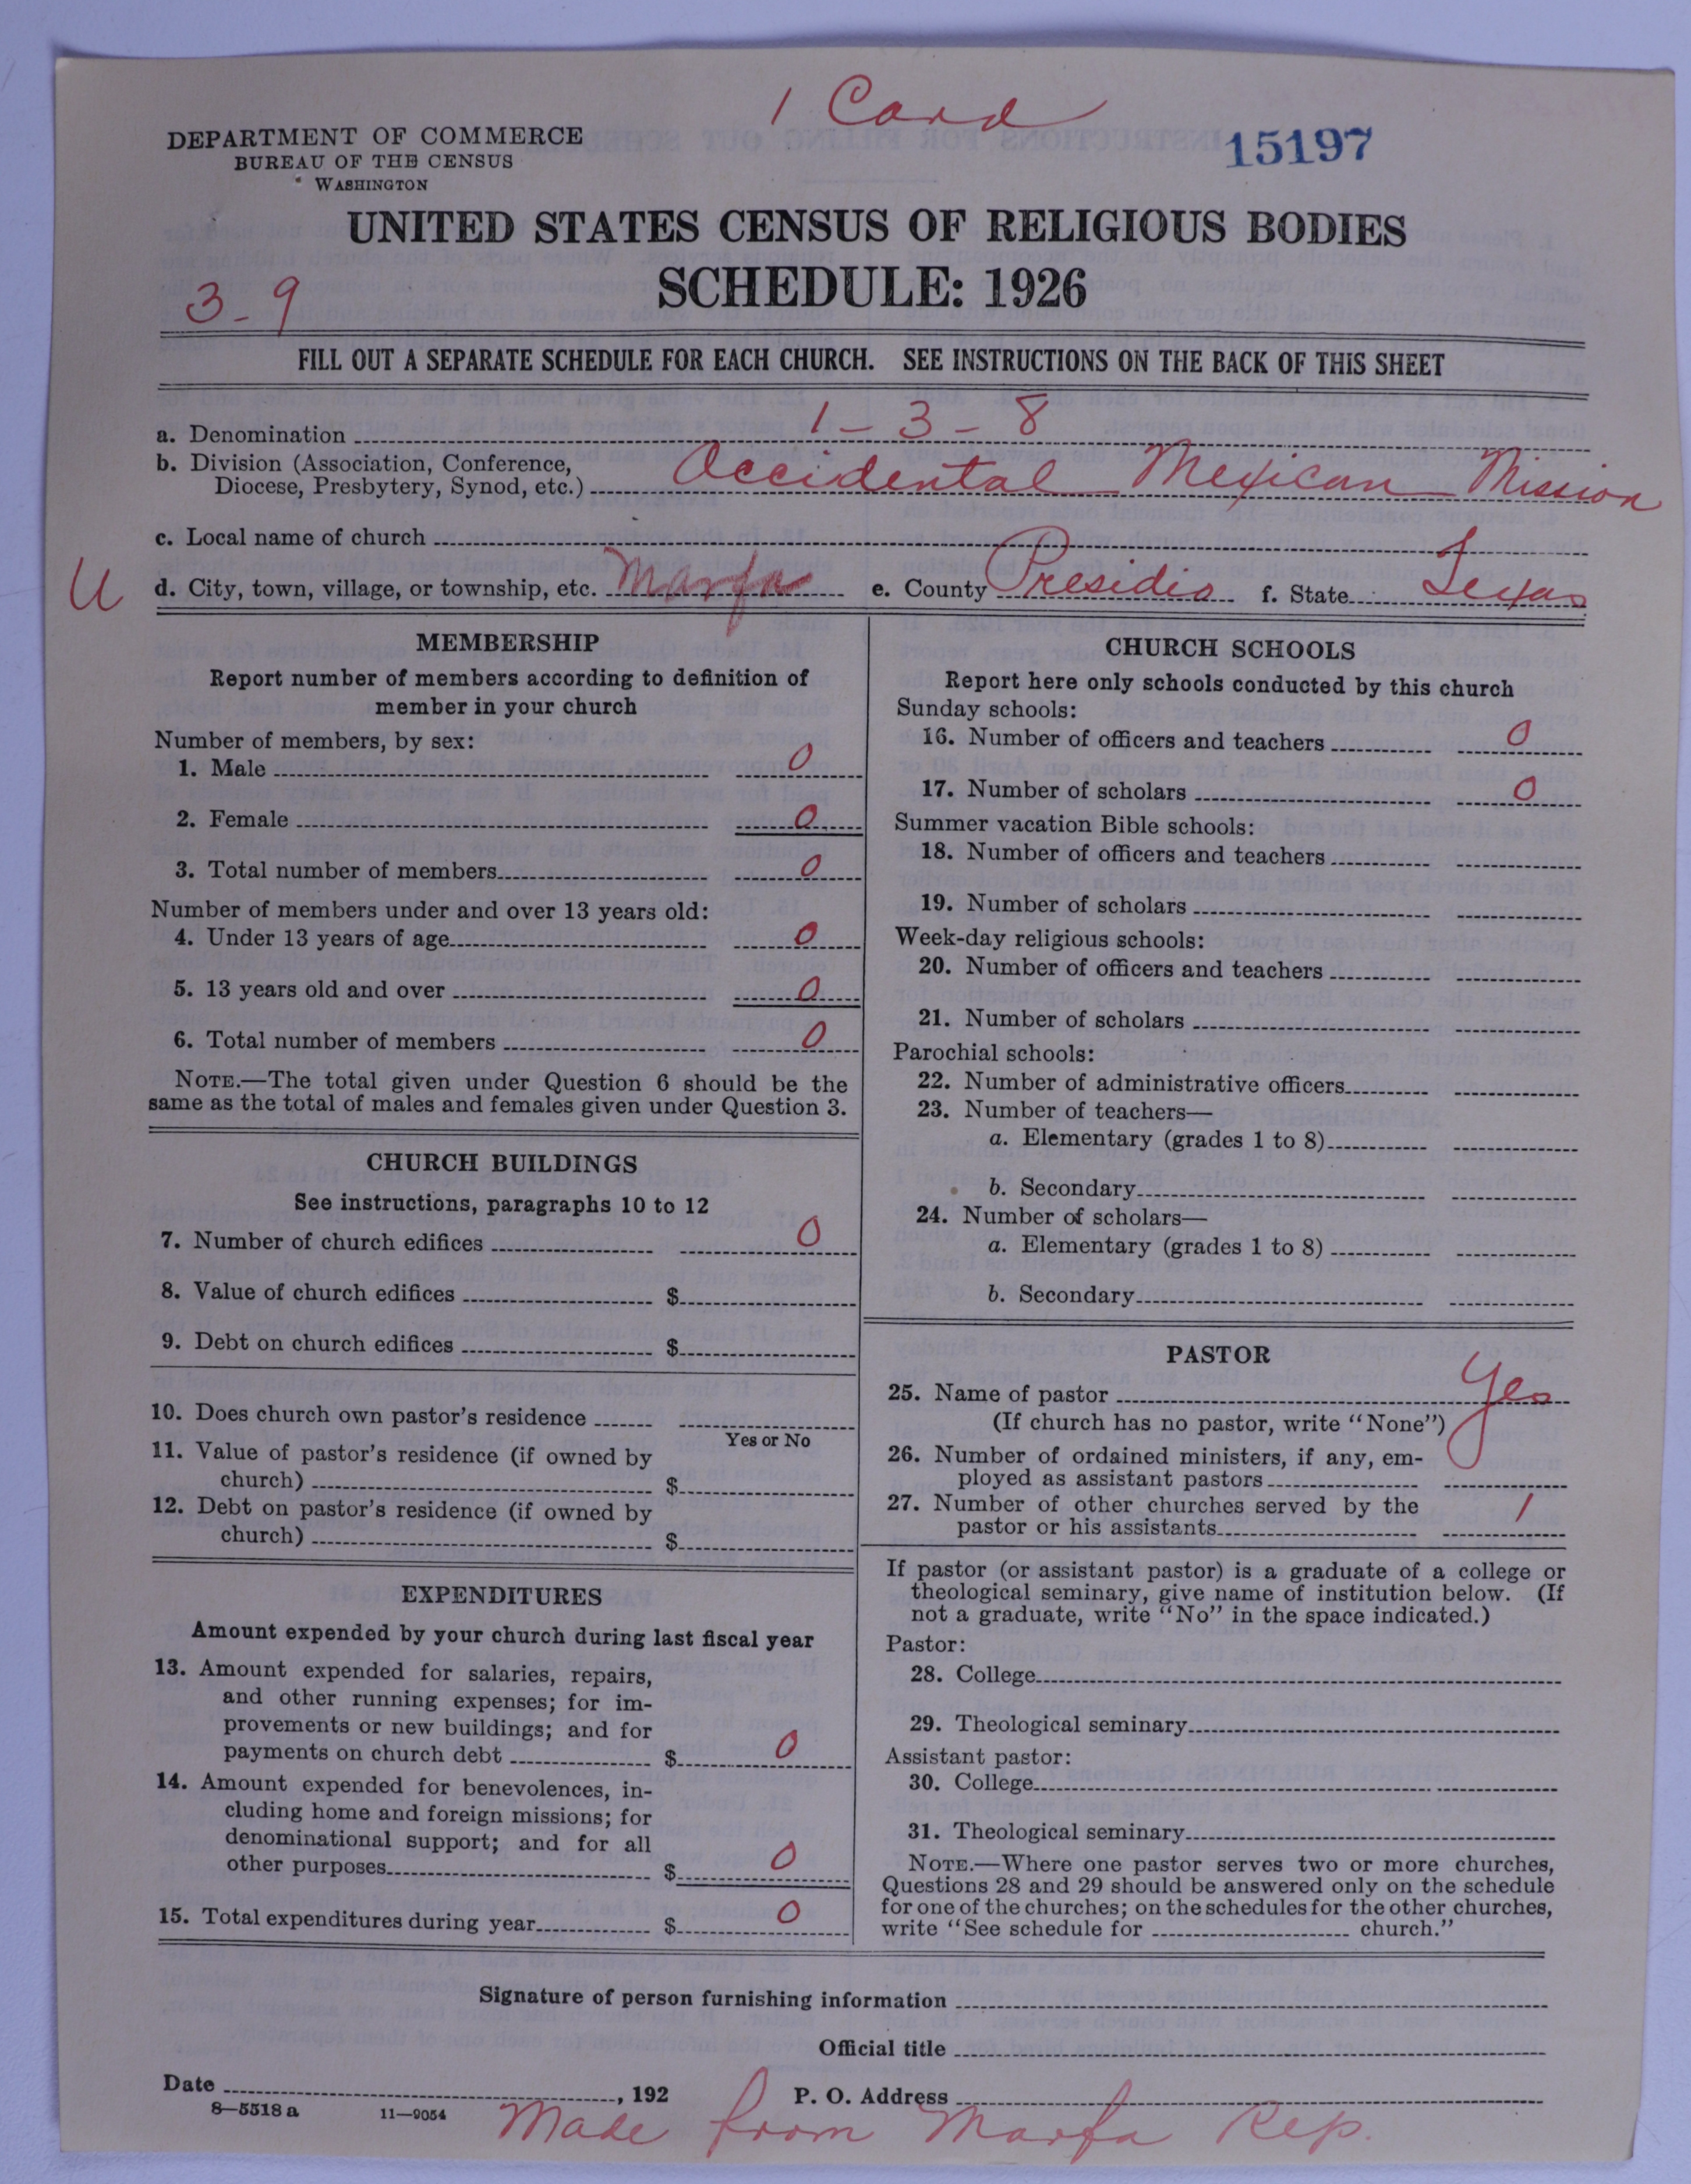 1 Card
DEPARTMENT OF COMMERCE
BUREAU OF THE CENSUS
WASHINGTON
15197
UNITED STATES CENSUS OF RELIGIOUS BODIES
SCHEDULE: 1926
3-9
FILL OUT A SEPARATE SCHEDULE FOR EACH CHURCH. SEE INSTRUCTIONS ON THE BACK OF THIS SHEET
a. Denomination 1-3-8
b. Division (Association, Conference,
Diocese, Presbytery, Synod, etc.) Accidental Mexican Mission
c. Local name of church
U d. City, town, village, or township, etc. Marfa e. County Presidio f. State Texas
MEMBERSHIP
Report number of members according to definition of
member in your church
Number of members, by sex:
1. Male 0
2. Female 0
3. Total number of members 0
Number of members under and over 13 years old:
4. Under 13 years of age 0
5. 13 years old and over 0
6. Total number of members 0
NOTE.—The total given under Question 6 should be the
same as the total of males and females given under Question 3.
CHURCH BUILDINGS
See instructions, paragraphs 10 to 12
7. Number of church edifices 0
8. Value of church edifices $
9. Debt on church edifices $
10. Does church own pastor's residence
Yes or No
11. Value of pastor's residence (if owned by
church) $
12. Debt on pastor's residence (if owned by
church) $
EXPENDITURES
Amount expended by your church during last fiscal year
13. Amount expended for salaries, repairs,
and other running expenses; for im-
provements or new buildings; and for
payments on church debt $ 0
14. Amount expended for benevolences, in-
cluding home and foreign missions; for
denominational support; and for all
other purposes $ 0
15. Total expenditures during year $ 0
CHURCH SCHOOLS
Report here only schools conducted by this church
Sunday schools:
16. Number of officers and teachers 0
17. Number of scholars 0
Summer vacation Bible schools:
18. Number of officers and teachers
19. Number of scholars
Week-day religious schools:
20. Number of officers and teachers
21. Number of scholars
Parochial schools:
22. Number of administrative officers
23. Number of teachers—
a. Elementary (grades 1 to 8)
b. Secondary
24. Number of scholars—
a. Elementary (grades 1 to 8)
b. Secondary
PASTOR
25. Name of pastor Yes
(If church has no pastor, write "None")
26. Number of ordained ministers, if any, em-
ployed as assistant pastors
27. Number of other churches served by the
pastor or his assistants 1
If pastor (or assistant pastor) is a graduate of a college or
theological seminary, give name of institution below. (If
not a graduate, write "No" in the space indicated.)
Pastor:
28. College
29. Theological seminary
Assistant pastor:
30. College
31. Theological seminary
NOTE.—Where one pastor serves two or more churches,
Questions 28 and 29 should be answered only on the schedule
for one of the churches; on the schedules for the other churches,
write "See schedule for church."
Signature of person furnishing information
Official title
Date , 192 P. O. Address
8—5518 a 11—9054
Made from Marfa Rep.